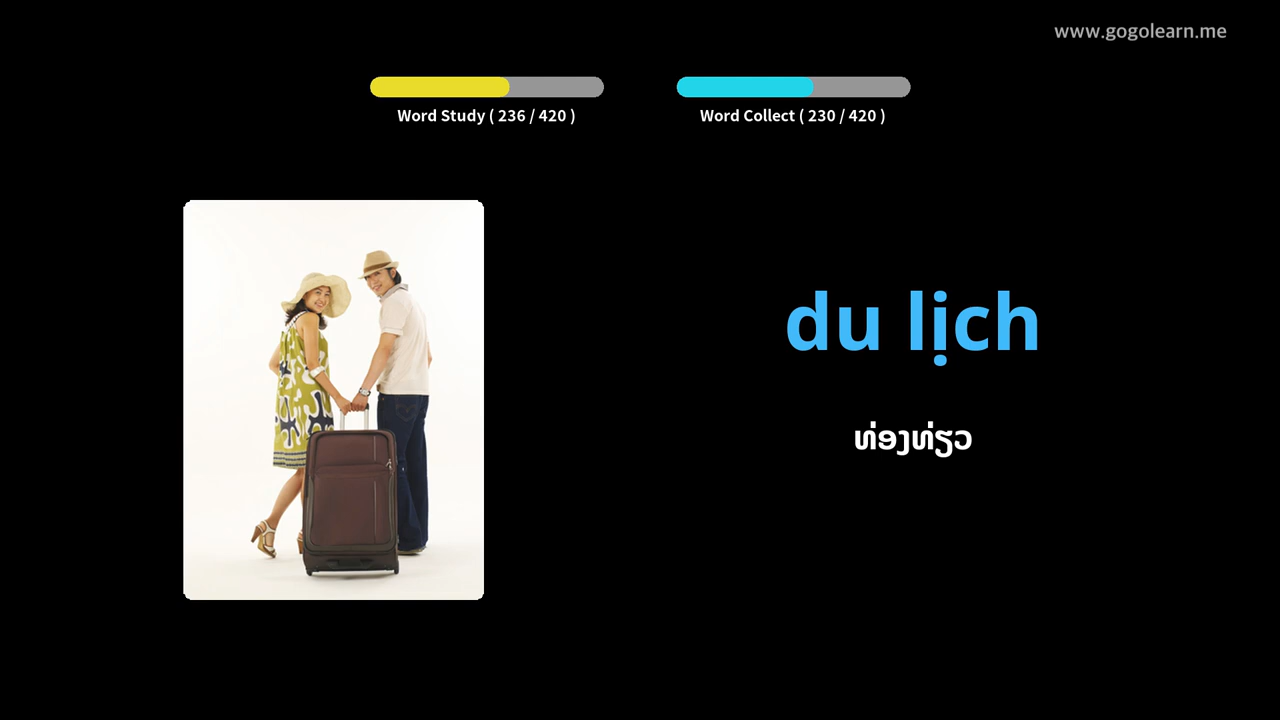 www.gogolearn.me
Word Study ( 236 / 420 )
Word Collect ( 230 / 420 )
du lịch
ທ່ອງທ່ຽວ